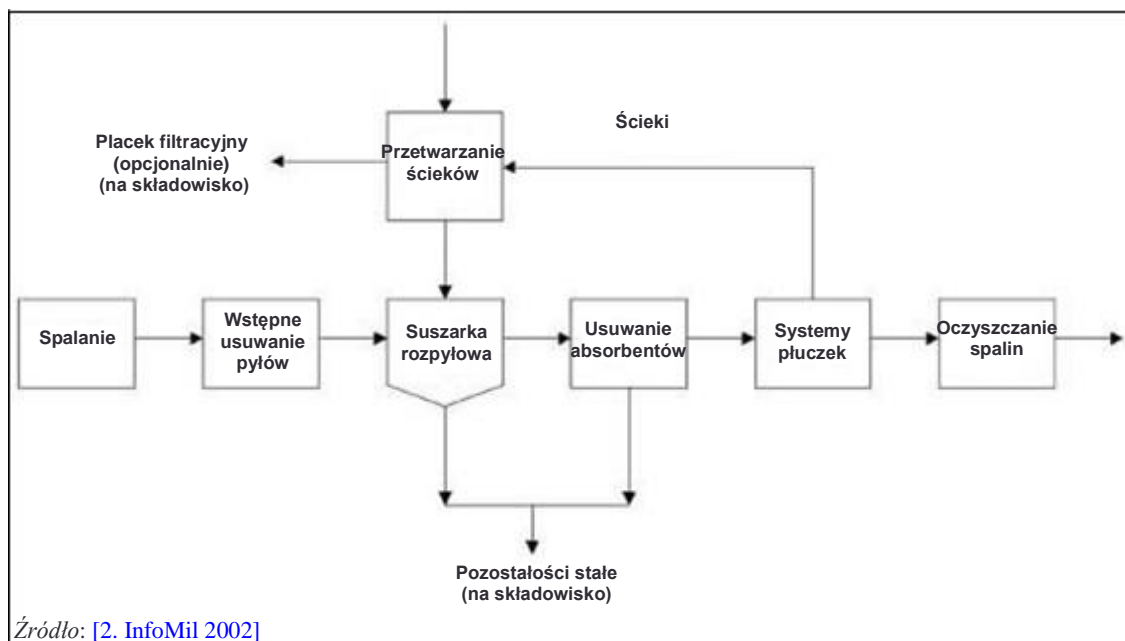 Ścieki
Placek filtracyjny
(opcjonalnie)
(na składowisko)
Przetwarzanie
ścieków
Spalanie
Wstępne
usuwanie
pyłów
Suszarka
rozpyłowa
Usuwanie
absorbentów
Systemy
płuczek
Oczyszczanie
spalin
Pozostałości stałe
(na składowisko)
Źródło: [2. InfoMil 2002]